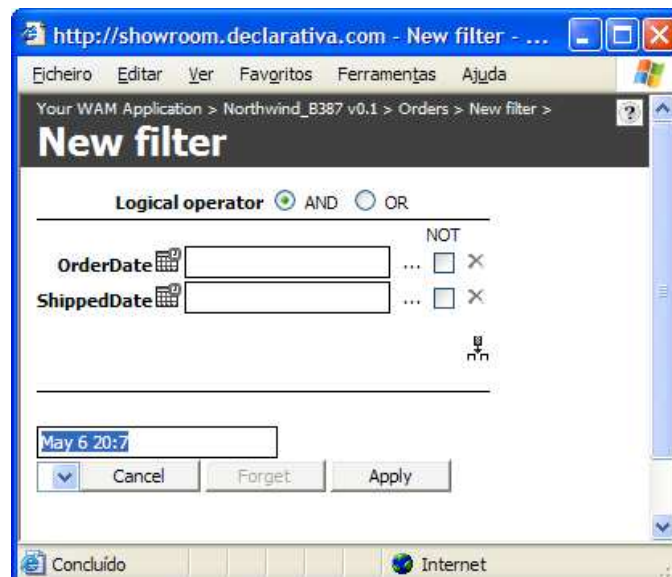 http://showroom.declarativa.com - New filter - ...
Ficheiro Editar Ver Favoritos Ferramentas Ajuda
Your WAM Application > Northwind_B387 v0.1 > Orders > New filter >
?
New filter
Logical operator AND OR
NOT
OrderDate ...
ShippedDate ...
May 6 20:7
Cancel Forget Apply
Concluído Internet